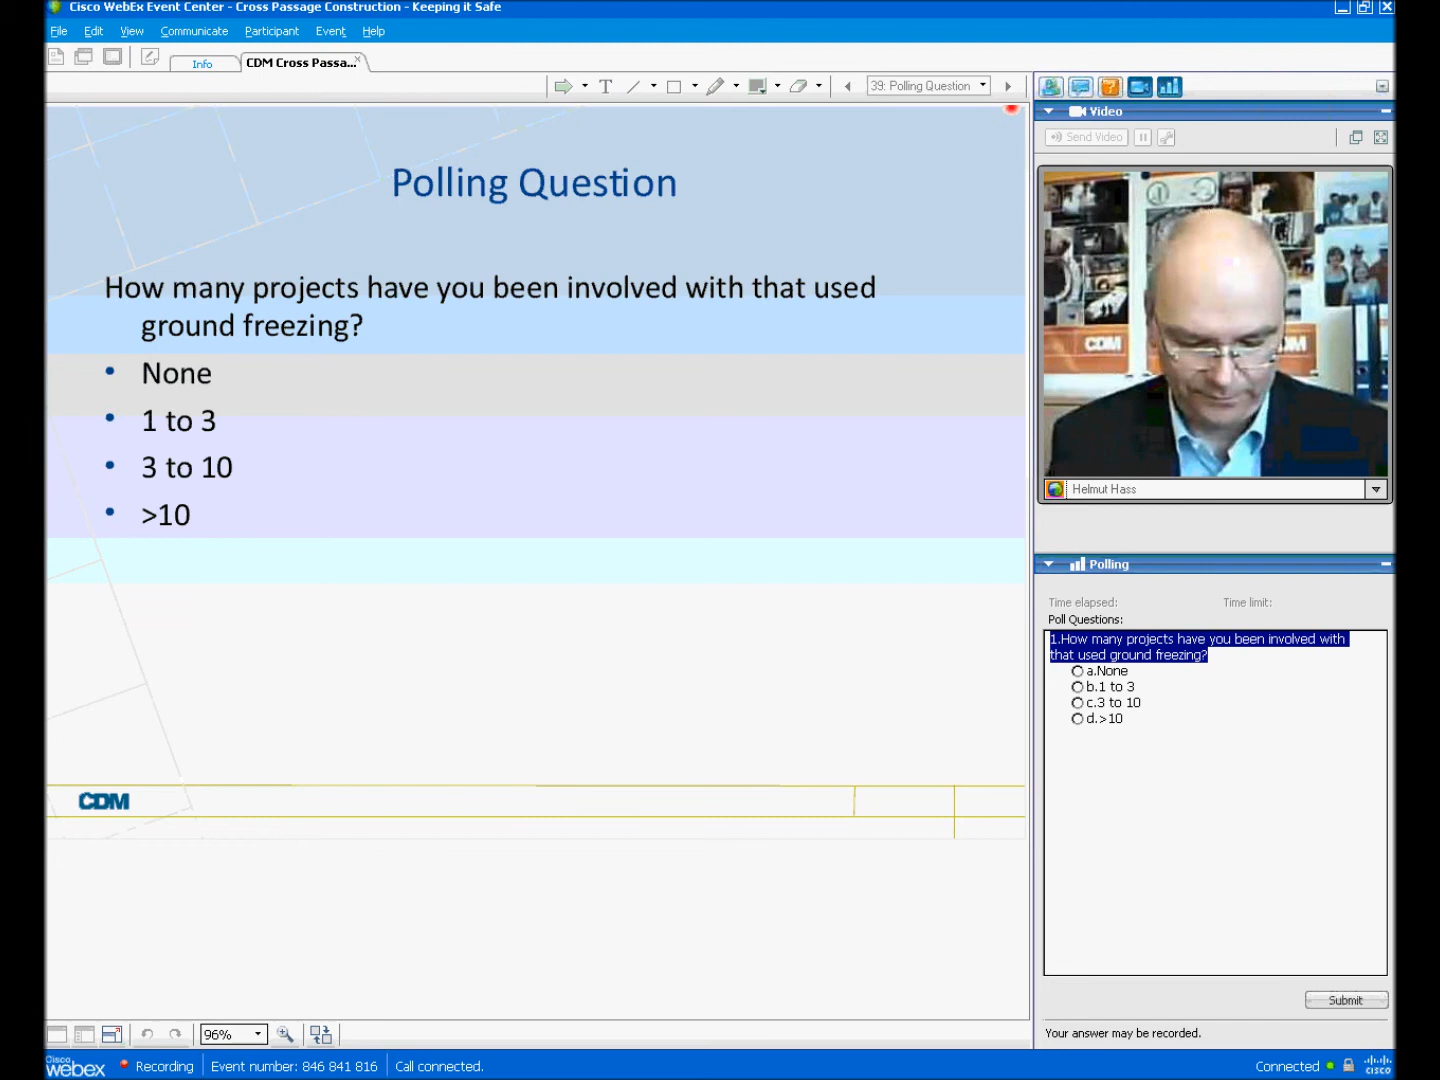 Cisco WebEx Event Center - Cross Passage Construction - Keeping it Safe
File Edit View Communicate Participant Event Help
Info
CDM Cross Passa...
39: Polling Question
Video
Send Video
Polling Question
How many projects have you been involved with that used
ground freezing?
• None
• 1 to 3
• 3 to 10
• >10
CDM
CDM
Helmut Hass
Polling
Time elapsed: Time limit:
Poll Questions:
1.How many projects have you been involved with
that used ground freezing?
a.None
b.1 to 3
c.3 to 10
d.>10
Submit
Your answer may be recorded.
96%
Cisco
webex
Recording
Event number: 846 841 816
Call connected.
Connected
CISCO